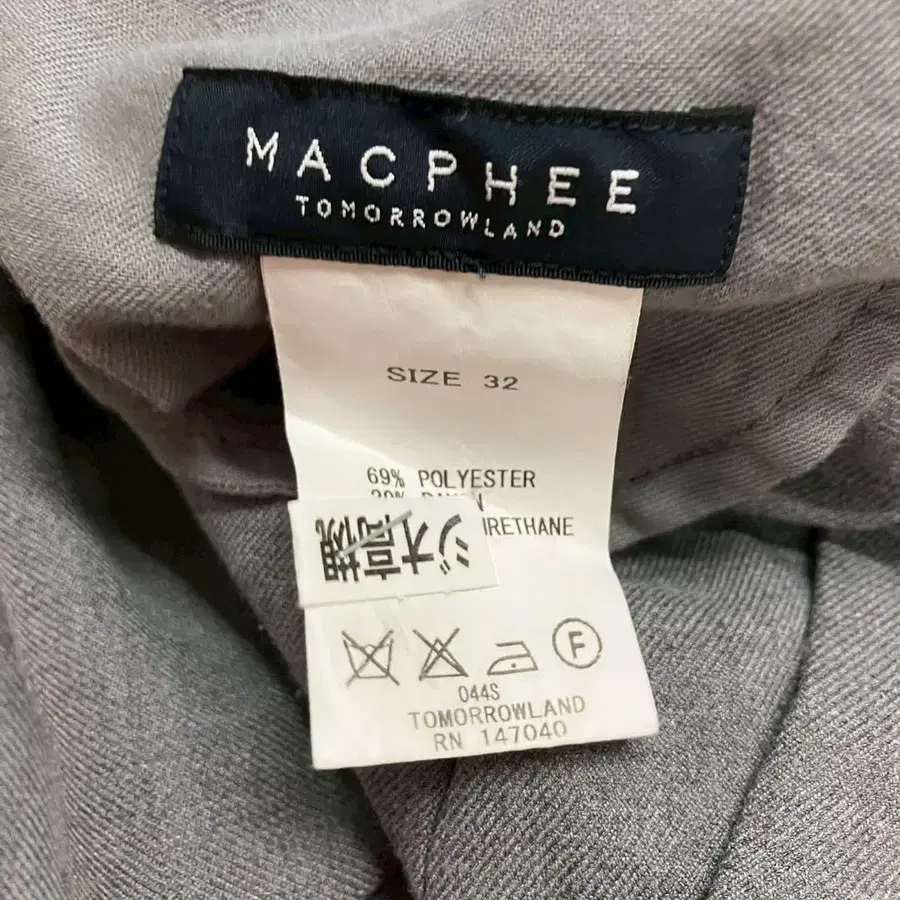 MACPHEE
TOMORROWLAND
SIZE 32
69% POLYESTER
URETHANE
F
044S
TOMORROWLAND
RN 147040